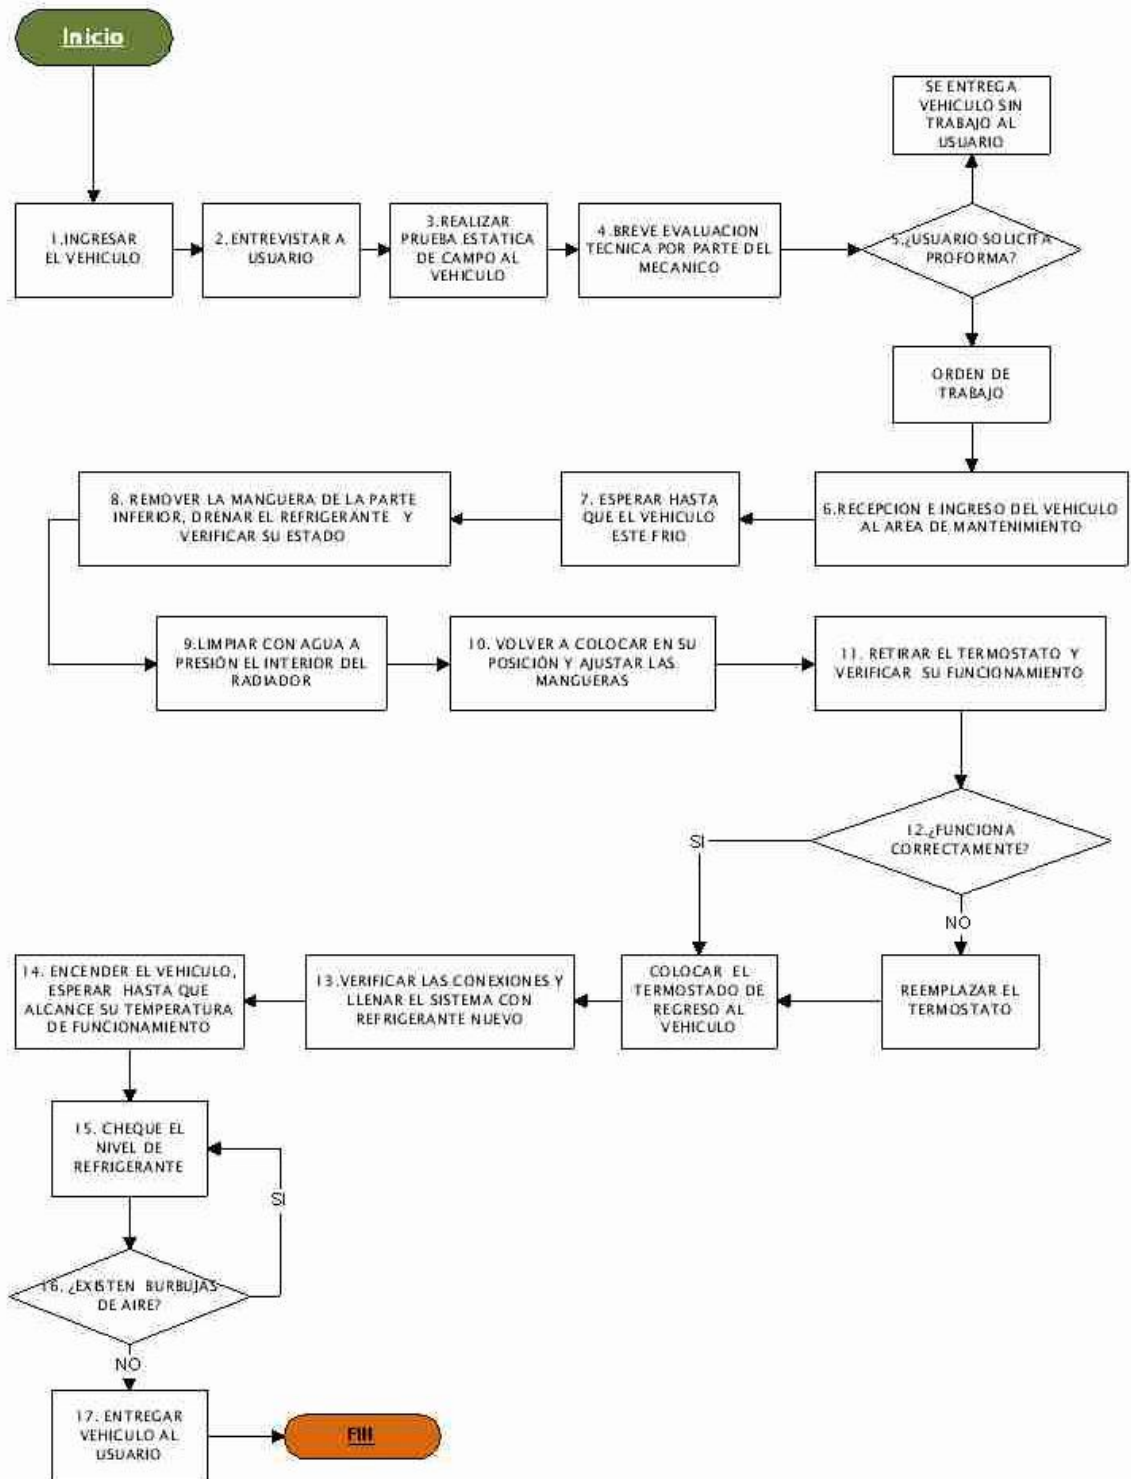 Inicio
SE ENTREGA
VEHICULO SIN
TRABAJO AL
USUARIO
1.INGRESAR
EL VEHICULO
2. ENTREVISTAR A
USUARIO
3.REALIZAR
PRUEBA ESTATICA
DE CAMPO AL
VEHICULO
4.BREVE EVALUACION
TECNICA POR PARTE DEL
MECANICO
5.¿USUARIO SOLICITA
PROFORMA?
ORDEN DE
TRABAJO
8. REMOVER LA MANGUERA DE LA PARTE
INFERIOR, DRENAR EL REFRIGERANTE Y
VERIFICAR SU ESTADO
7. ESPERAR HASTA
QUE EL VEHICULO
ESTE FRIO
6.RECEPCION E INGRESO DEL VEHICULO
AL AREA DE MANTENIMIENTO
9.LIMPIAR CON AGUA A
PRESIÓN EL INTERIOR DEL
RADIADOR
10. VOLVER A COLOCAR EN SU
POSICIÓN Y AJUSTAR LAS
MANGUERAS
11. RETIRAR EL TERMOSTATO Y
VERIFICAR SU FUNCIONAMIENTO
12.¿FUNCIONA
CORRECTAMENTE?
SI
NO
14. ENCENDER EL VEHICULO,
ESPERAR HASTA QUE
ALCANCE SU TEMPERATURA
DE FUNCIONAMIENTO
13.VERIFICAR LAS CONEXIONES Y
LLENAR EL SISTEMA CON
REFRIGERANTE NUEVO
COLOCAR EL
TERMOSTADO DE
REGRESO AL
VEHICULO
REEMPLAZAR EL
TERMOSTATO
15. CHEQUE EL
NIVEL DE
REFRIGERANTE
SI
16. ¿EXISTEN BURBUJAS
DE AIRE?
NO
17. ENTREGAR
VEHICULO AL
USUARIO
FIN